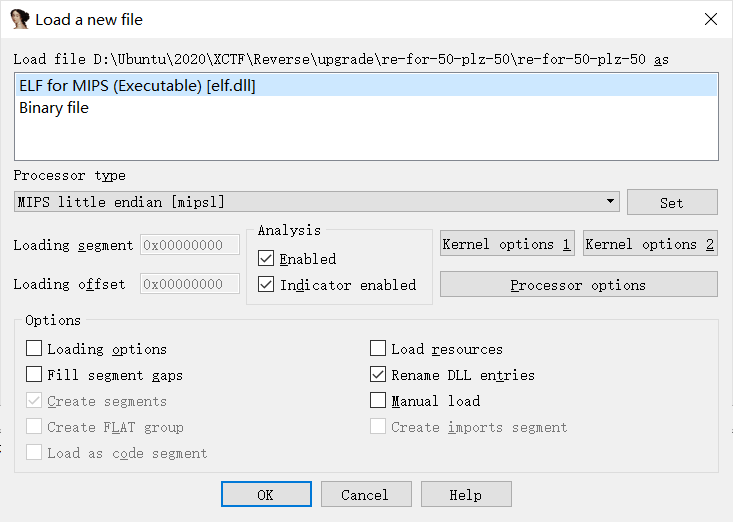 Load a new file
Load file D:\Ubuntu\2020\XCTF\Reverse\upgrade\re-for-50-plz-50\re-for-50-plz-50 as
ELF for MIPS (Executable) [elf.dll]
Binary file
Processor type
MIPS little endian [mipsl]
Set
Loading segment 0x00000000
Loading offset 0x00000000
Analysis
Enabled
Indicator enabled
Kernel options 1
Kernel options 2
Processor options
Options
Loading options
Fill segment gaps
Create segments
Create FLAT group
Load as code segment
Load resources
Rename DLL entries
Manual load
Create imports segment
OK
Cancel
Help